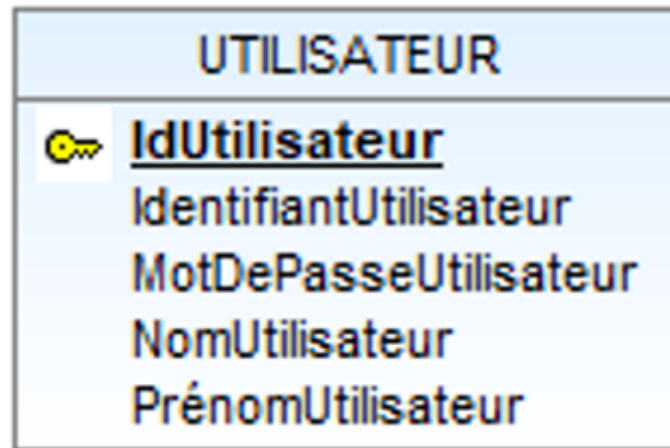 UTILISATEUR
IdUtilisateur
IdentifiantUtilisateur
MotDePasseUtilisateur
NomUtilisateur
PrénomUtilisateur